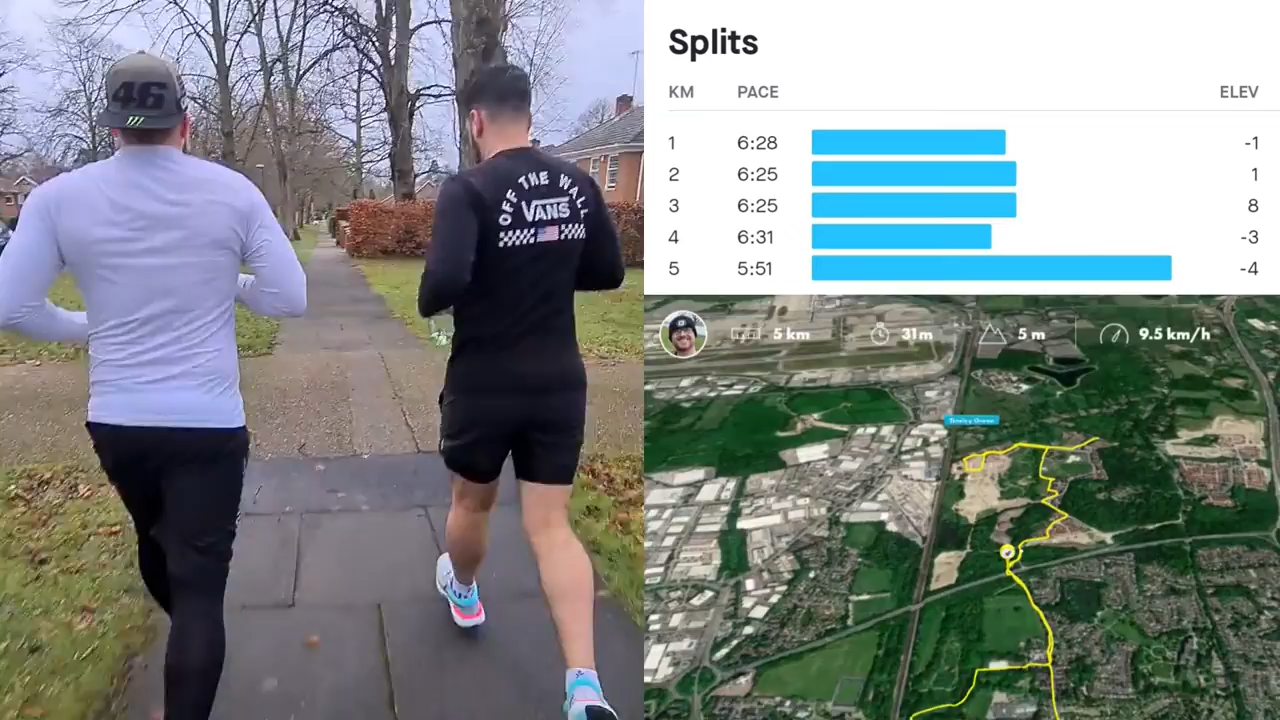 46
OFF THE WALL
VANS
Splits
KM PACE ELEV
1 6:28 -1
2 6:25 1
3 6:25 8
4 6:31 -3
5 5:51 -4
5 km 31m 5 m 9.5 km/h